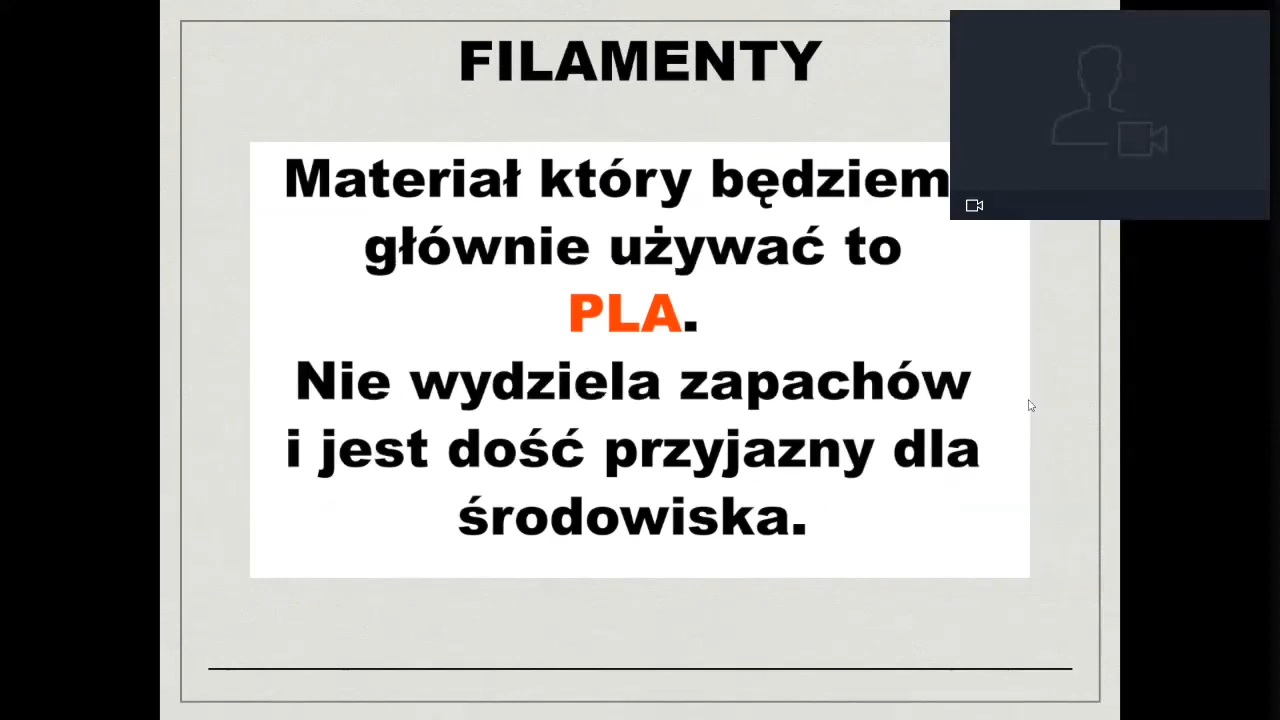 FILAMENTY
Materiał który będziem
głównie używać to
PLA.
Nie wydziela zapachów
i jest dość przyjazny dla
środowiska.